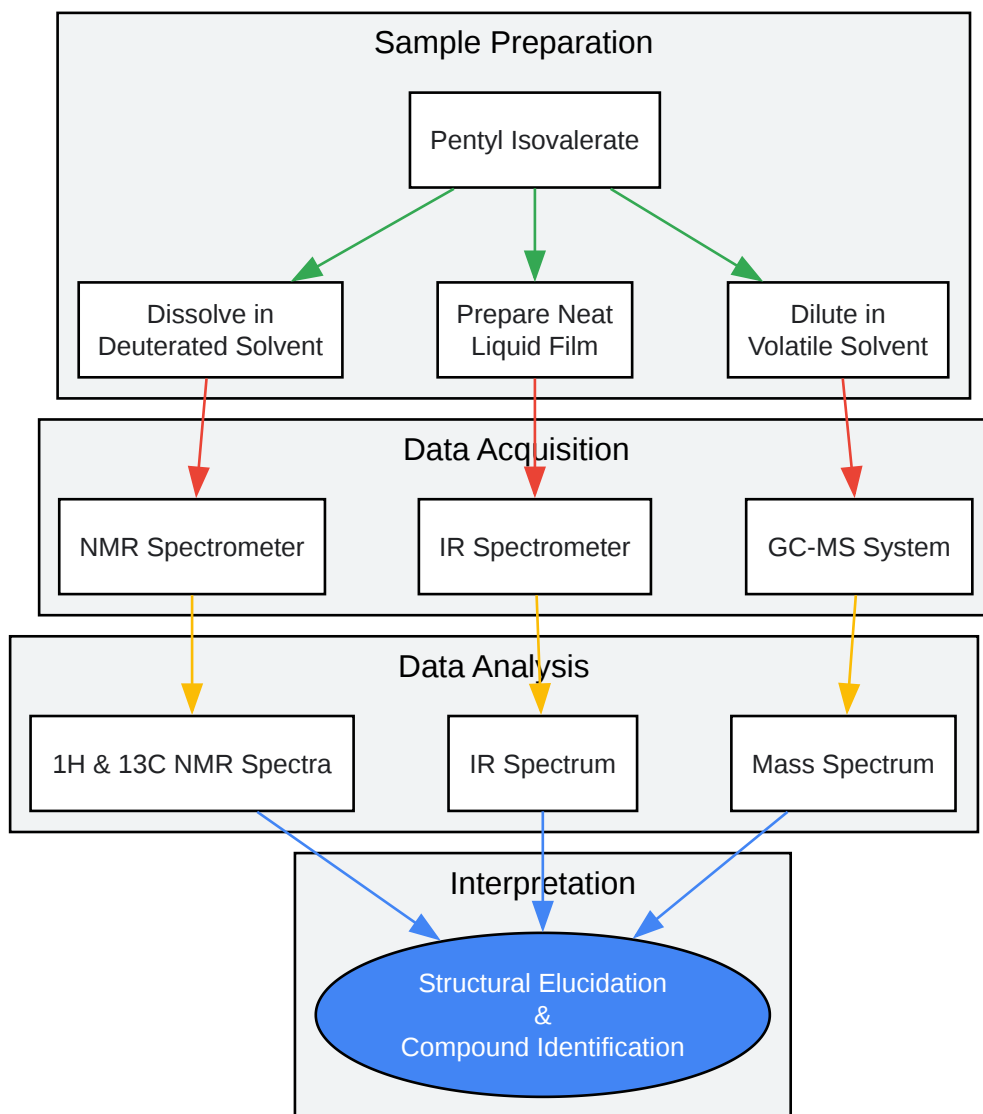 Sample Preparation
Pentyl Isovalerate
Dissolve in
Deuterated Solvent
Prepare Neat
Liquid Film
Dilute in
Volatile Solvent
Data Acquisition
NMR Spectrometer
IR Spectrometer
GC-MS System
Data Analysis
1H & 13C NMR Spectra
IR Spectrum
Mass Spectrum
Interpretation
Structural Elucidation
&
Compound Identification